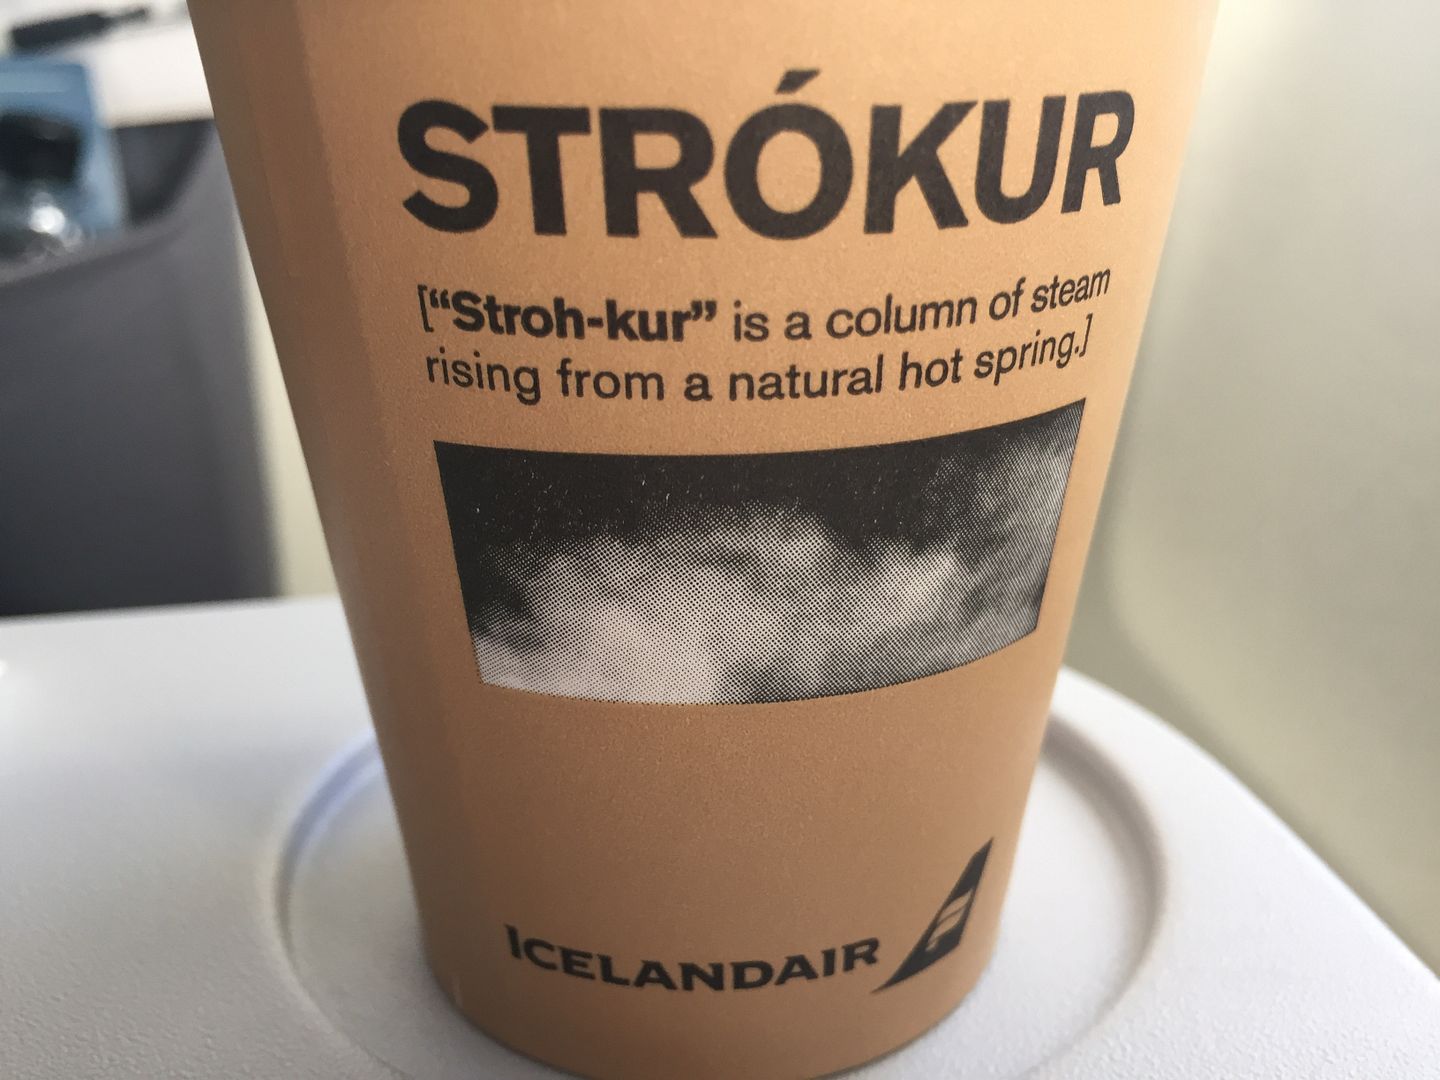 STRÓKUR
[“Stroh-kur” is a column of steam
rising from a natural hot spring.]
ICELANDAIR